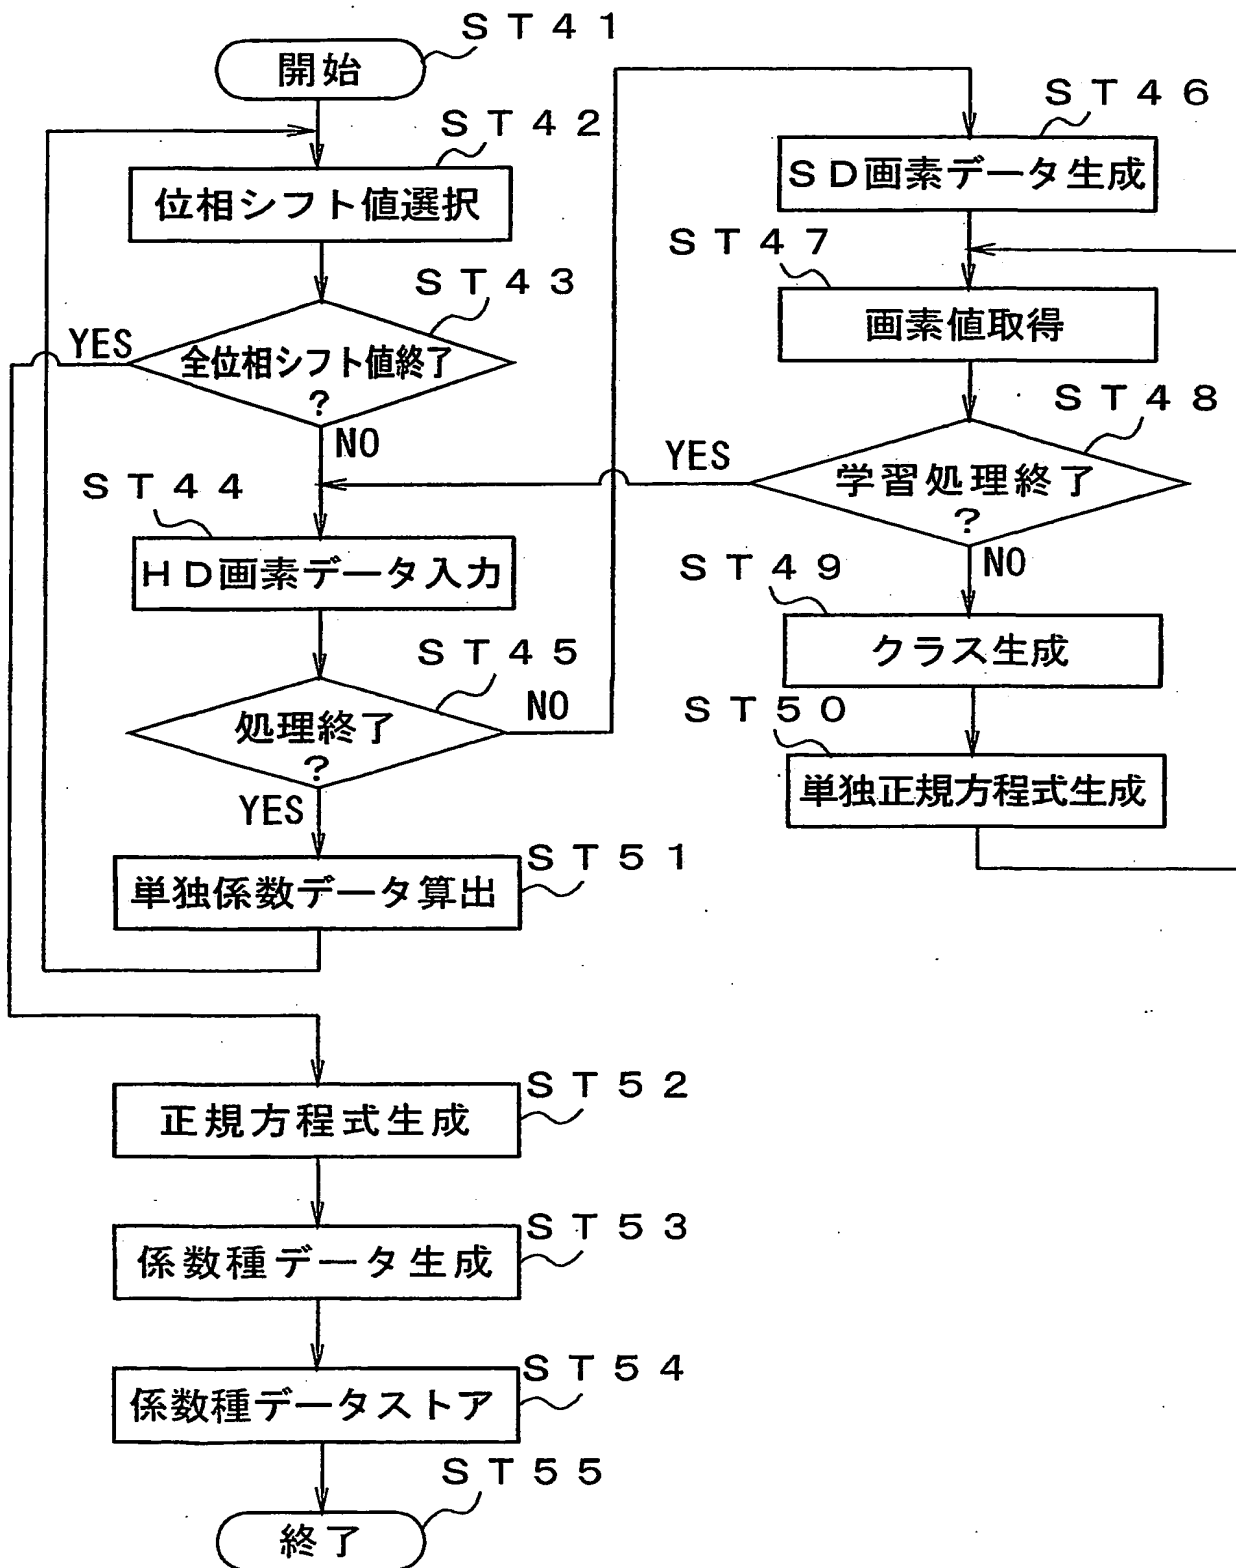 ST41
開始
ST42
位相シフト値選択
ST43
YES
全位相シフト値終了
?
NO
ST44
HD画素データ入力
ST45
処理終了
?
NO
YES
ST51
単独係数データ算出
ST46
SD画素データ生成
ST47
画素値取得
ST48
YES
学習処理終了
?
NO
ST49
クラス生成
ST50
単独正規方程式生成
ST52
正規方程式生成
ST53
係数種データ生成
ST54
係数種データストア
ST55
終了